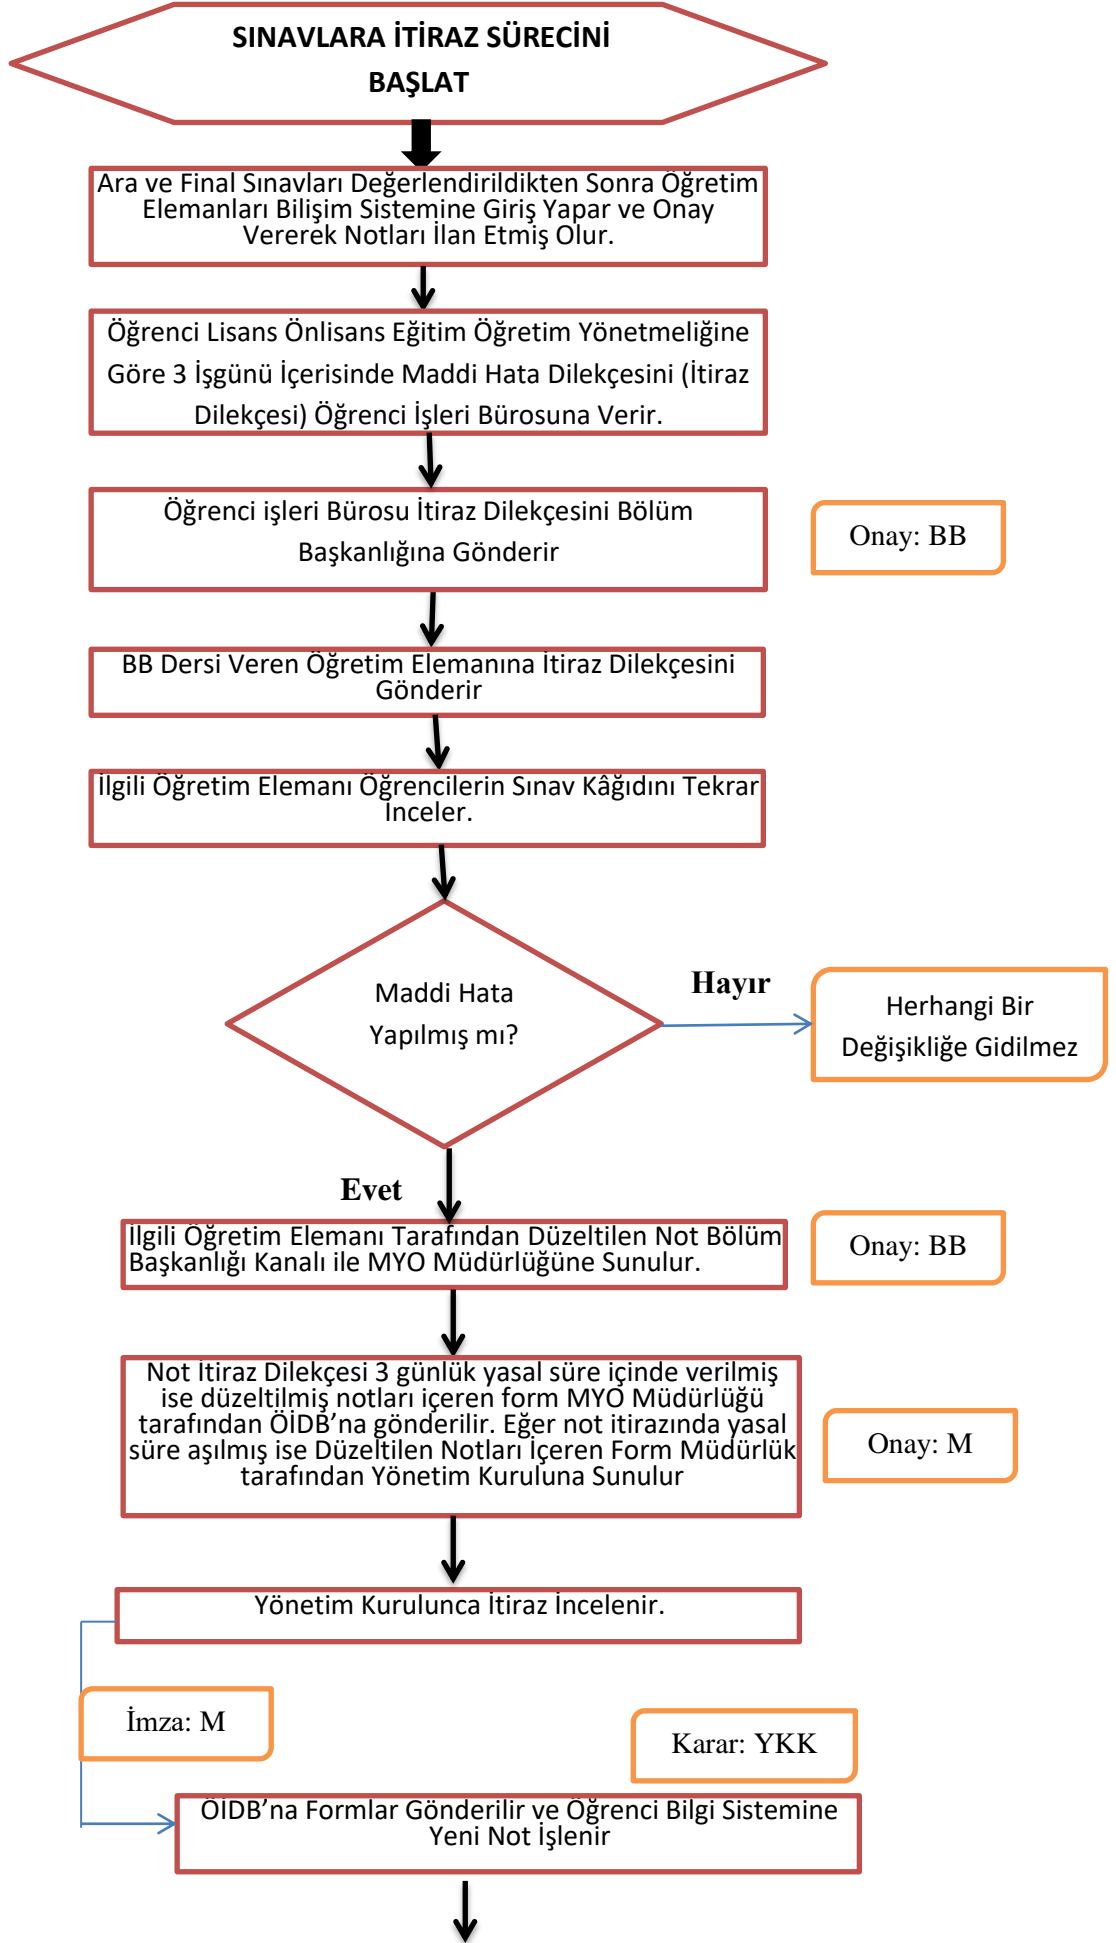 SINAVLARA İTİRAZ SÜRECİNİ
BAŞLAT
Ara ve Final Sınavları Değerlendirildikten Sonra Öğretim
Elemanları Bilişim Sistemine Giriş Yapar ve Onay
Vererek Notları İlan Etmiş Olur.
Öğrenci Lisans Önlisans Eğitim Öğretim Yönetmeliğine
Göre 3 İşgünü İçerisinde Maddi Hata Dilekçesini (İtiraz
Dilekçesi) Öğrenci İşleri Bürosuna Verir.
Öğrenci işleri Bürosu İtiraz Dilekçesini Bölüm
Başkanlığına Gönderir
Onay: BB
BB Dersi Veren Öğretim Elemanına İtiraz Dilekçesini
Gönderir
İlgili Öğretim Elemanı Öğrencilerin Sınav Kâğıdını Tekrar
İnceler.
Maddi Hata
Yapılmış mı?
Hayır
Herhangi Bir
Değişikliğe Gidilmez
Evet
İlgili Öğretim Elemanı Tarafından Düzeltilen Not Bölüm
Başkanlığı Kanalı ile MYO Müdürlüğüne Sunulur.
Onay: BB
Not İtiraz Dilekçesi 3 günlük yasal süre içinde verilmiş
ise düzeltilmiş notları içeren form MYO Müdürlüğü
tarafından ÖİDB’na gönderilir. Eğer not itirazında yasal
süre aşılmış ise Düzeltilen Notları İçeren Form Müdürlük
tarafından Yönetim Kuruluna Sunulur
Onay: M
Yönetim Kurulunca İtiraz İncelenir.
İmza: M
Karar: YKK
ÖİDB’na Formlar Gönderilir ve Öğrenci Bilgi Sistemine
Yeni Not İşlenir